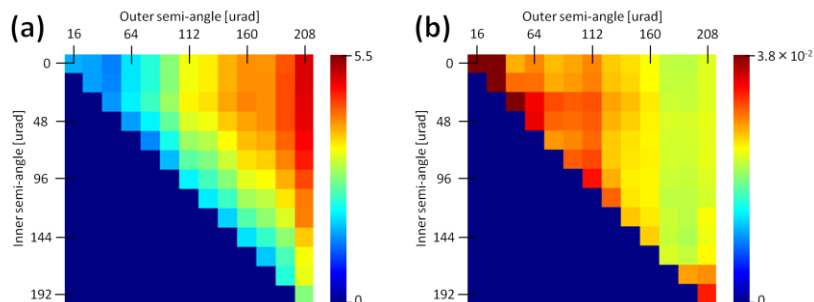 (a)
Outer semi-angle [urad]
16 64 112 160 208
Inner semi-angle [urad]
0
48
96
144
192
5.5
0
(b)
Outer semi-angle [urad]
16 64 112 160 208
Inner semi-angle [urad]
0
48
96
144
192
3.8 × 10⁻²
0